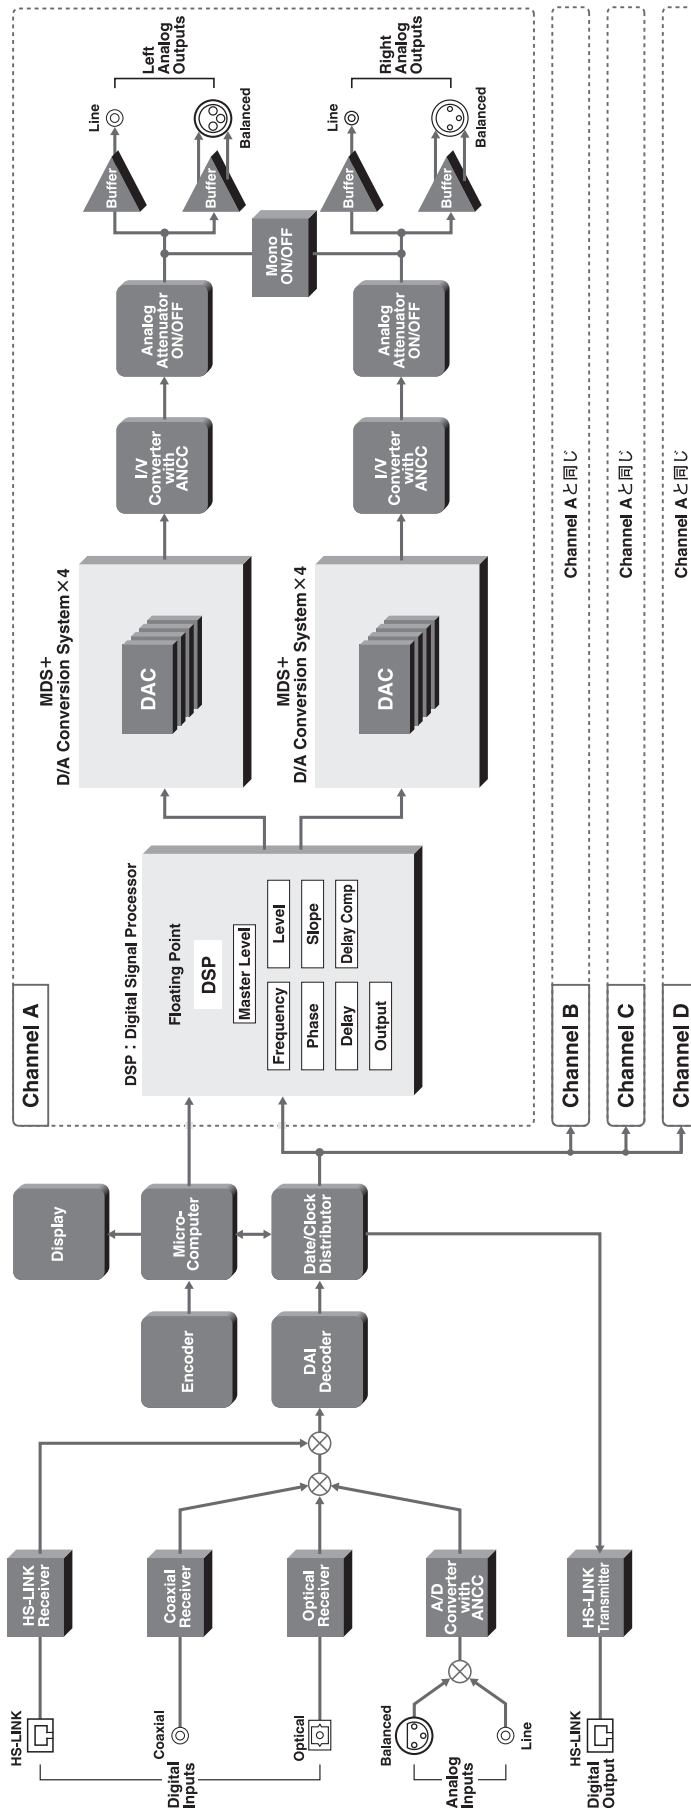 HS-LINK
Coaxial
Optical
Digital
Inputs
Balanced
Line
Analog
Inputs
HS-LINK
Digital
Output
HS-LINK
Receiver
Coaxial
Receiver
Optical
Receiver
A/D
Converter
with
ANCC
HS-LINK
Transmitter
Encoder
DAI
Decoder
Display
Micro-
Computer
Date/Clock
Distributor
Channel A
DSP : Digital Signal Processor
Floating Point
DSP
Master Level
Frequency
Level
Phase
Slope
Delay
Delay Comp
Output
MDS+
D/A Conversion System×4
DAC
MDS+
D/A Conversion System×4
DAC
I/V
Converter
with
ANCC
I/V
Converter
with
ANCC
Analog
Attenuator
ON/OFF
Analog
Attenuator
ON/OFF
Mono
ON/OFF
Buffer
Buffer
Buffer
Buffer
Line
Balanced
Left
Analog
Outputs
Line
Balanced
Right
Analog
Outputs
Channel B
Channel Aと同じ
Channel C
Channel Aと同じ
Channel D
Channel Aと同じ